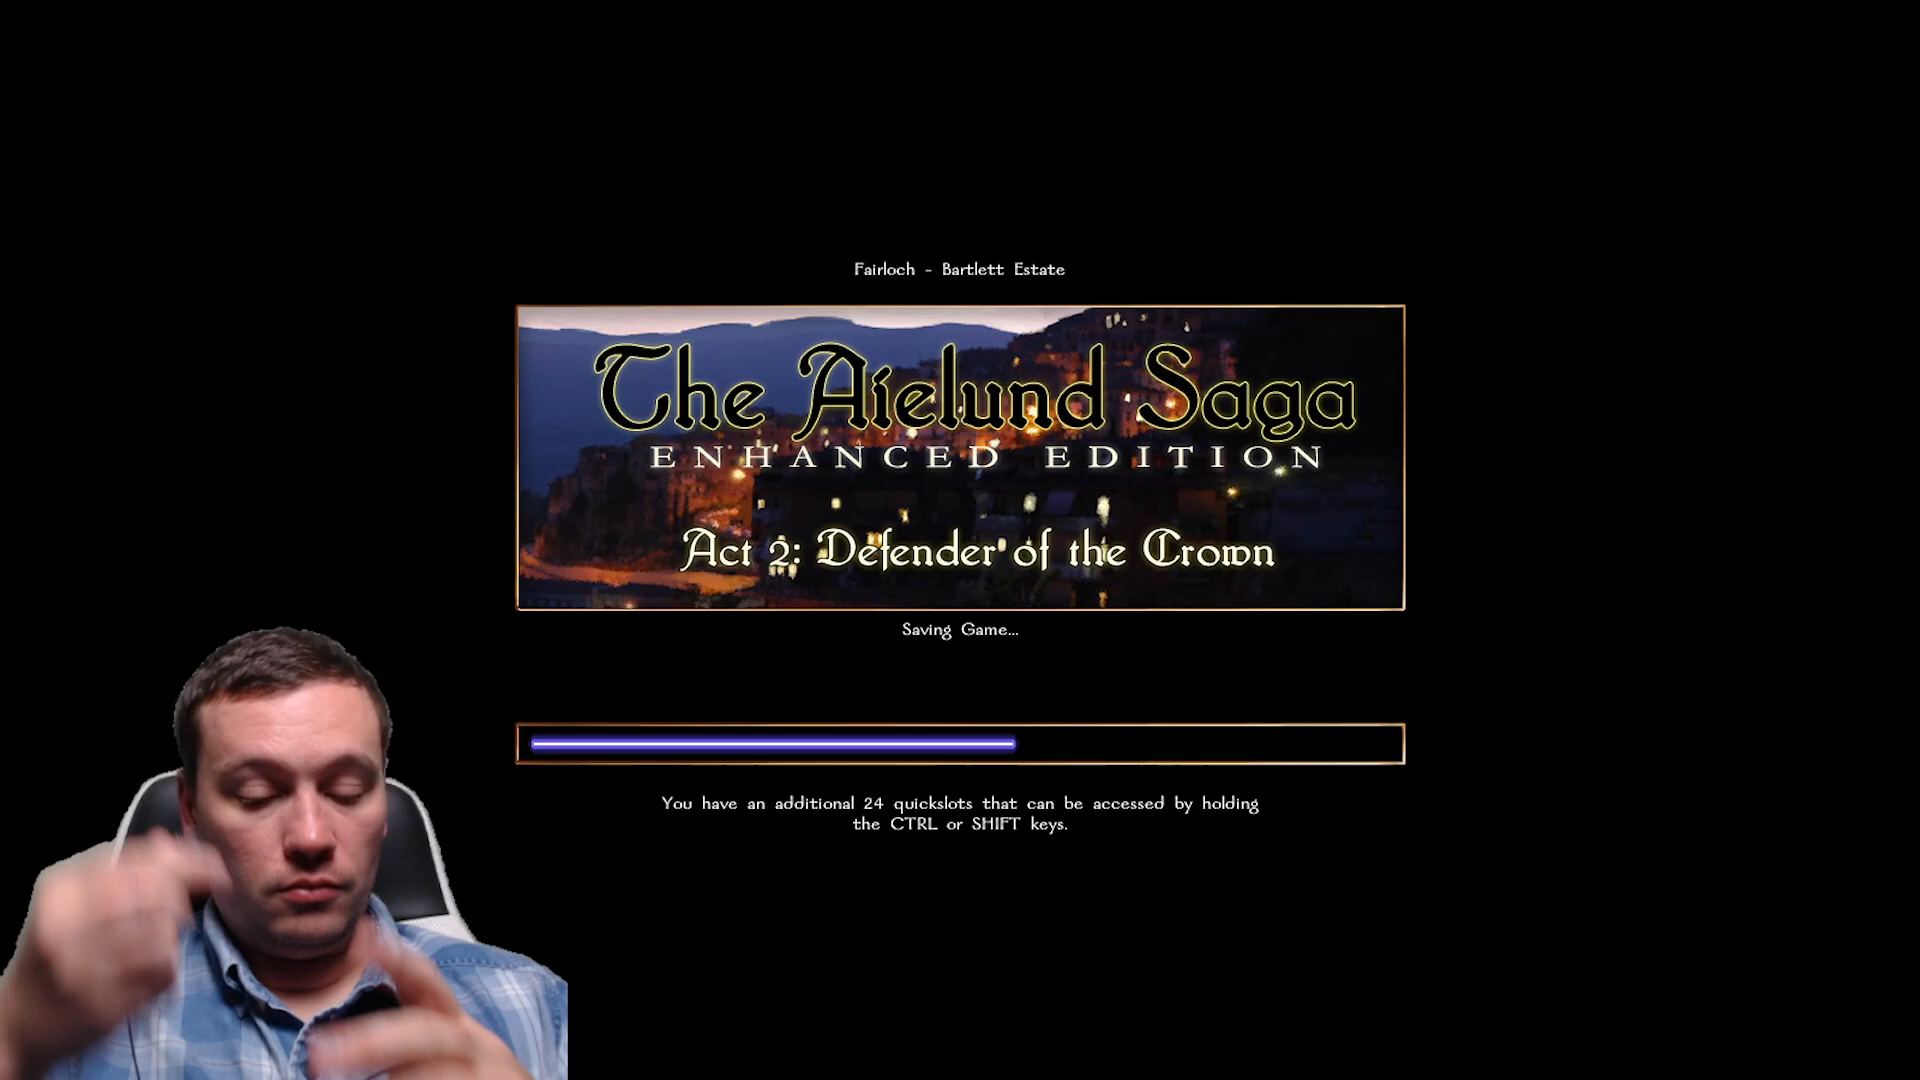 Fairloch - Bartlett Estate
The Aielund Saga
ENHANCED EDITION
Act 2: Defender of the Crown
Saving Game...
You have an additional 24 quickslots that can be accessed by holding
the CTRL or SHIFT keys.